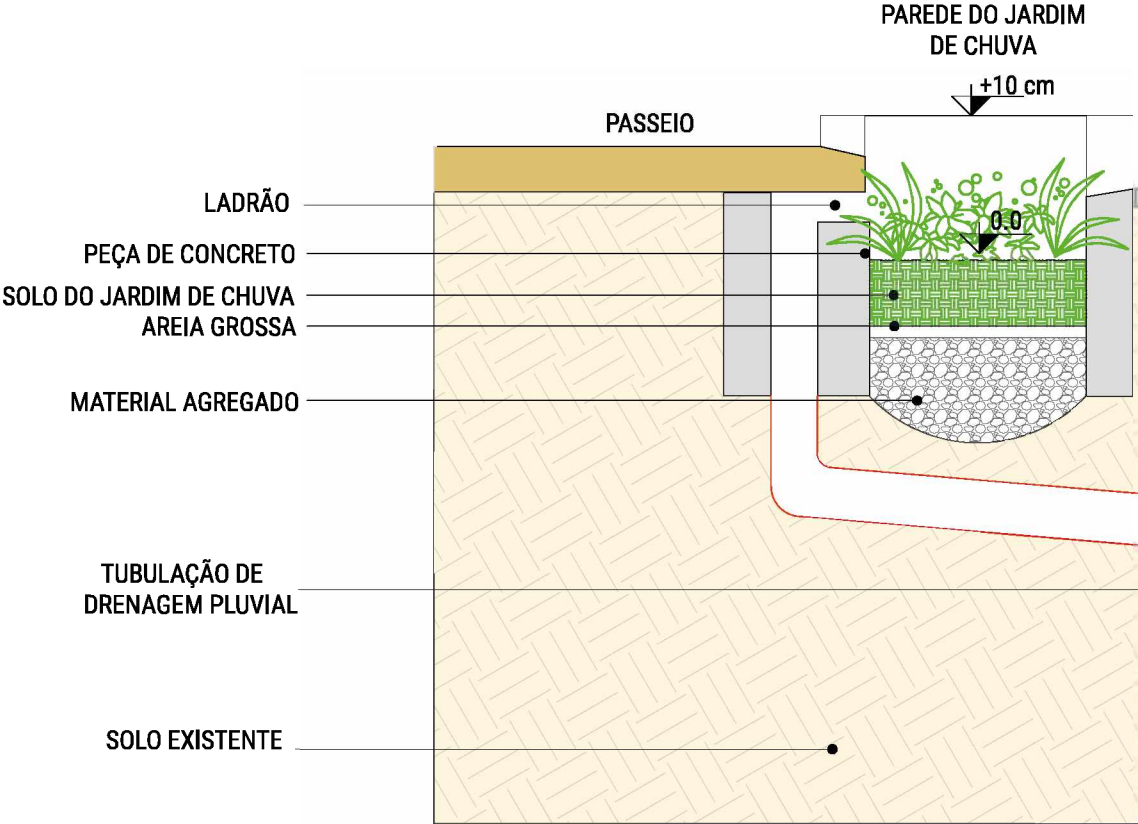 PAREDE DO JARDIM
DE CHUVA
+10 cm
PASSEIO
LADRÃO
0.0
PEÇA DE CONCRETO
SOLO DO JARDIM DE CHUVA
AREIA GROSSA
MATERIAL AGREGADO
TUBULAÇÃO DE
DRENAGEM PLUVIAL
SOLO EXISTENTE